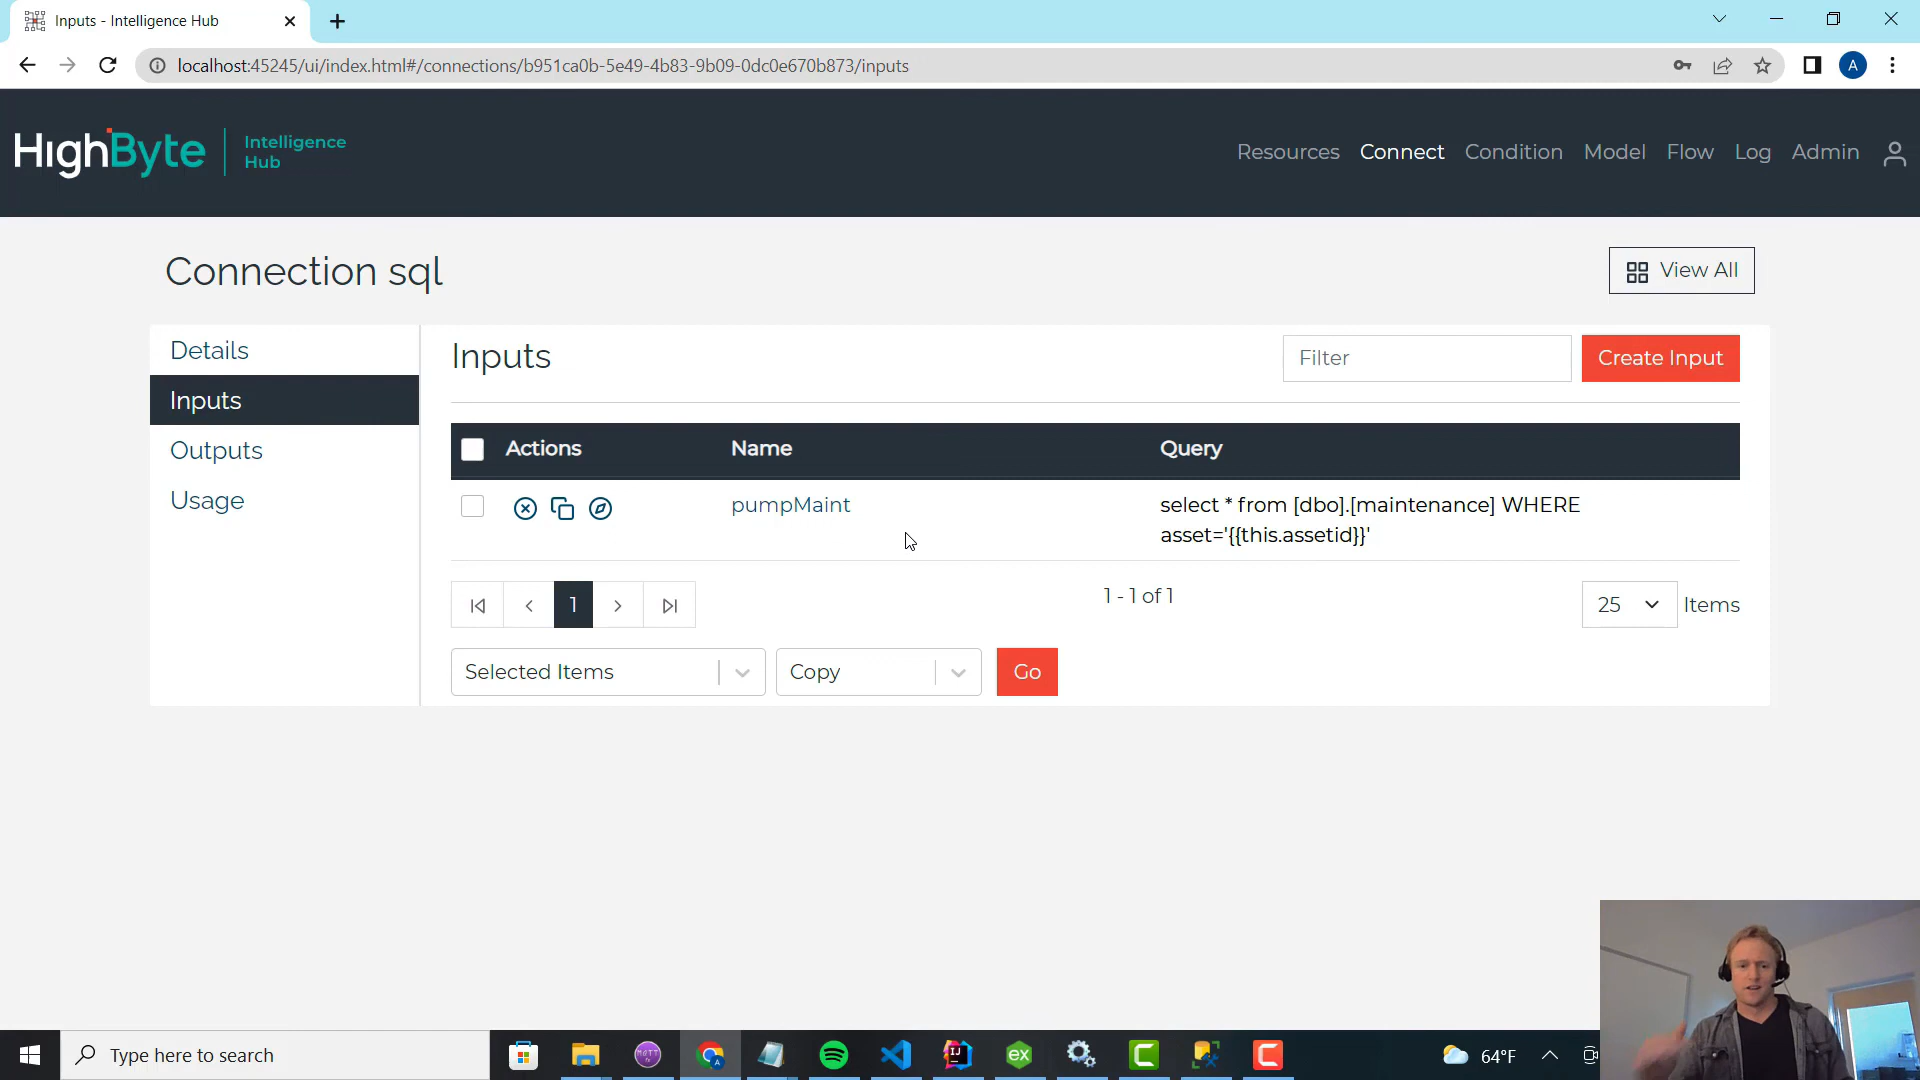 Inputs - Intelligence Hub
localhost:45245/ui/index.html#/connections/b951ca0b-5e49-4b83-9b09-0dc0e670b873/inputs
A
HighByte
Intelligence
Hub
Resources Connect Condition Model Flow Log Admin
Connection sql
View All
Details
Inputs
Outputs
Usage
Inputs
Filter
Create Input
Actions Name Query
pumpMaint
select * from [dbo].[maintenance] WHERE
asset='{{this.assetid}}'
1
1 - 1 of 1
25 Items
Selected Items
Copy
Go
Type here to search
MQTT
IJ
ex
C
C
64°F